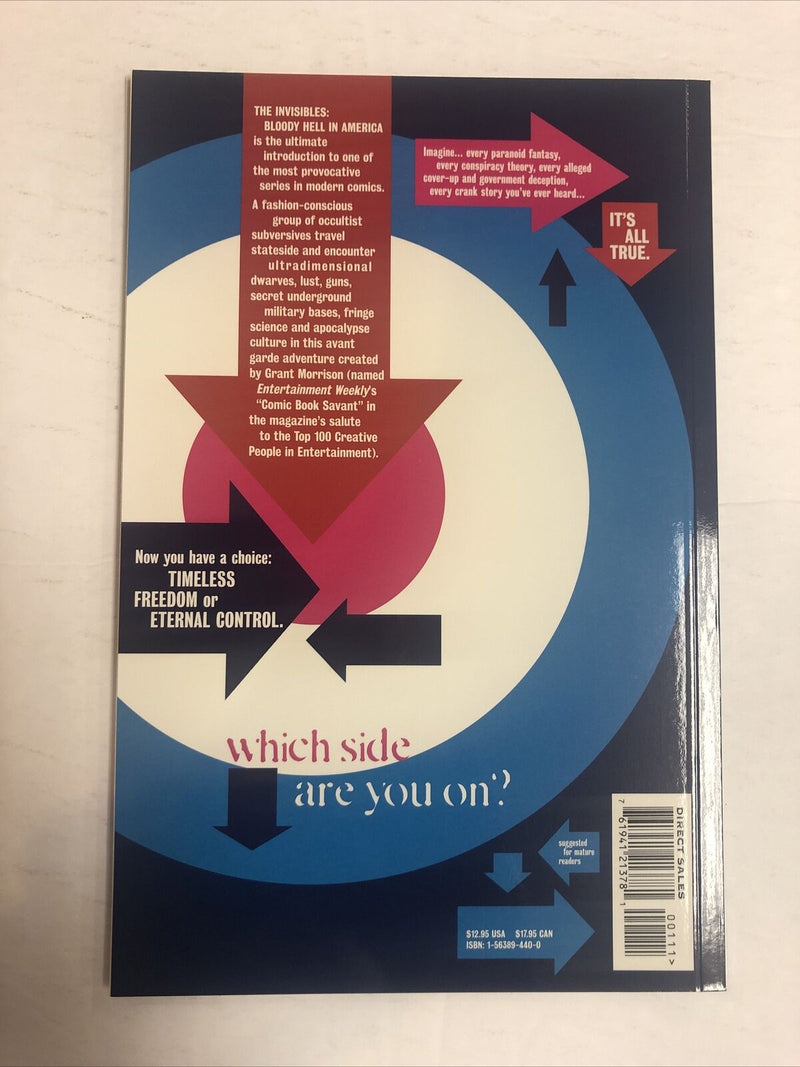 THE INVISIBLES:
BLOODY HELL IN AMERICA
is the ultimate
introduction to one of
the most provocative
series in modern comics.
A fashion-conscious
group of occultist
subversives travel
stateside and encounter
ultradimensional
dwarves, lust, guns,
secret underground
military bases, fringe
science and apocalypse
culture in this avant
garde adventure created
by Grant Morrison (named
Entertainment Weekly's
"Comic Book Savant" in
the magazine's salute
to the Top 100 Creative
People in Entertainment).
Imagine... every paranoid fantasy,
every conspiracy theory, every alleged
cover-up and government deception,
every crank story you've ever heard...
IT'S
ALL
TRUE.
Now you have a choice:
TIMELESS
FREEDOM or
ETERNAL CONTROL.
which side
are you on?
suggested
for mature
readers
$12.95 USA $17.95 CAN
ISBN: 1-56389-440-0
DIRECT SALES
7 61941 21378 1
00111>